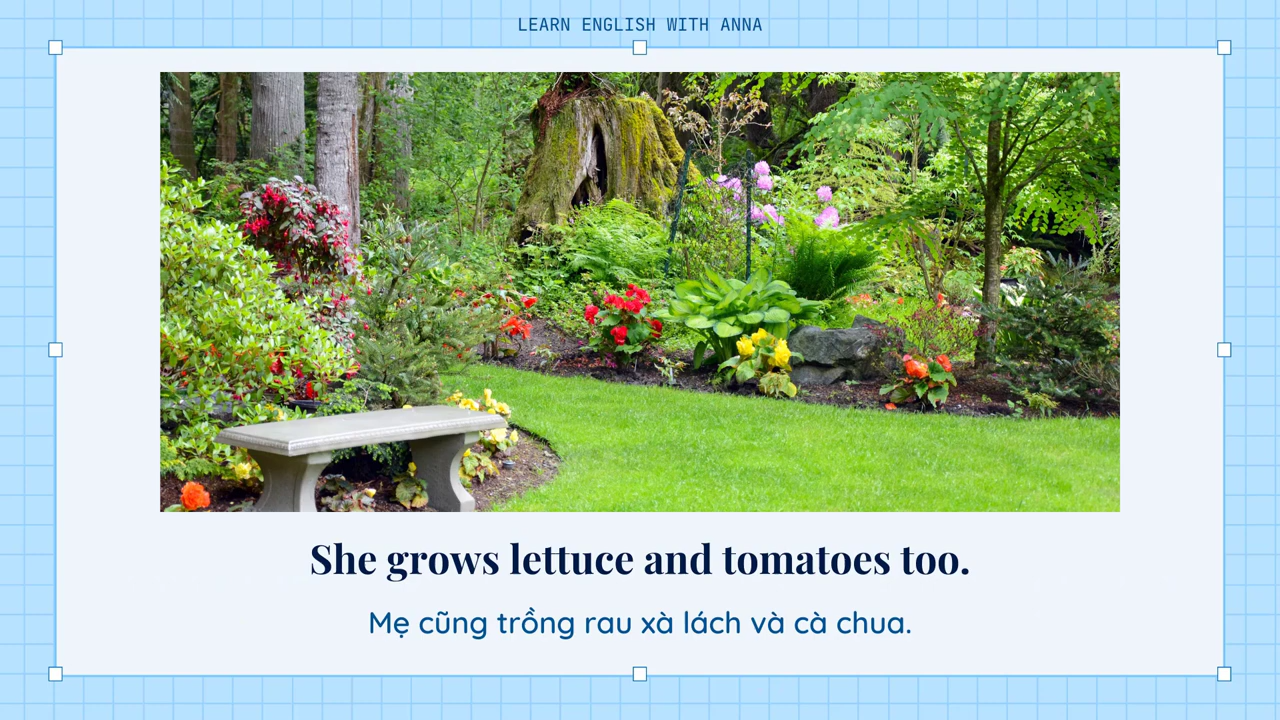 LEARN ENGLISH WITH ANNA
She grows lettuce and tomatoes too.
Mẹ cũng trồng rau xà lách và cà chua.